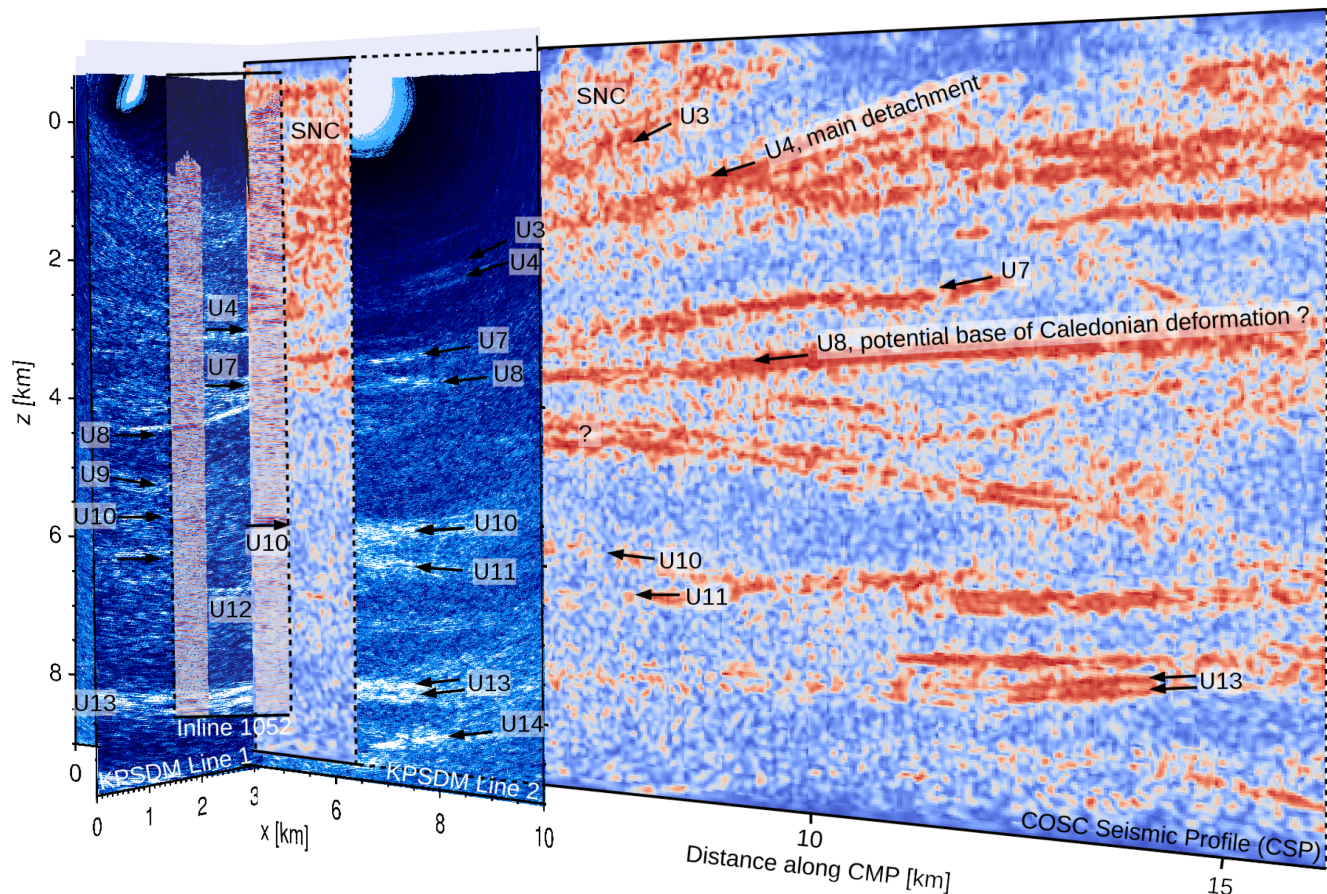 SNC
U3
U4, main detachment
0
SNC
U3
U4
2
U7
U4
U7
U8, potential base of Caledonian deformation ?
U7
U8
z [km]
4
U8
?
U9
U10
U10
U10
U10
6
U11
U11
U12
8
U13
U13
U13
U14
Inline 1052
KPSDM Line 1
KPSDM Line 2
0
0
1
2
3
6
8
10
x [km]
10
15
COSC Seismic Profile (CSP)
Distance along CMP [km]